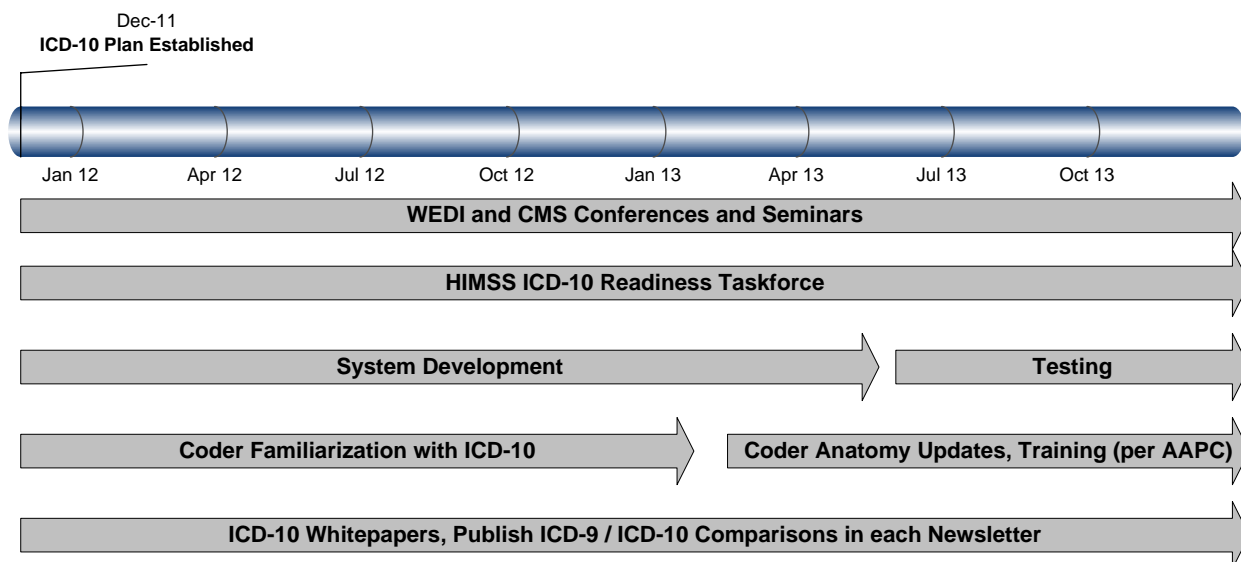 Dec-11
ICD-10 Plan Established
Jan 12 Apr 12 Jul 12 Oct 12 Jan 13 Apr 13 Jul 13 Oct 13
WEDI and CMS Conferences and Seminars
HIMSS ICD-10 Readiness Taskforce
System Development Testing
Coder Familiarization with ICD-10 Coder Anatomy Updates, Training (per AAPC)
ICD-10 Whitepapers, Publish ICD-9 / ICD-10 Comparisons in each Newsletter